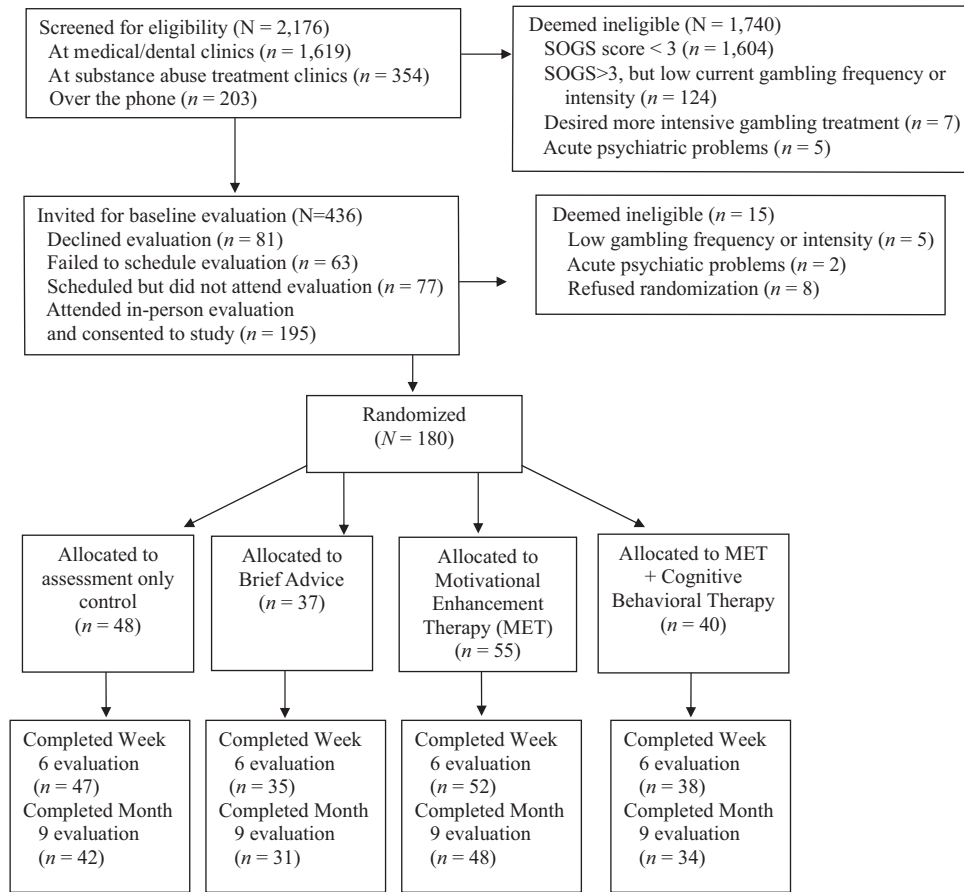 Screened for eligibility (N = 2,176)
At medical/dental clinics (n = 1,619)
At substance abuse treatment clinics (n = 354)
Over the phone (n = 203)
Deemed ineligible (N = 1,740)
SOGS score < 3 (n = 1,604)
SOGS>3, but low current gambling frequency or
intensity (n = 124)
Desired more intensive gambling treatment (n = 7)
Acute psychiatric problems (n = 5)
Invited for baseline evaluation (N=436)
Declined evaluation (n = 81)
Failed to schedule evaluation (n = 63)
Scheduled but did not attend evaluation (n = 77)
Attended in-person evaluation
and consented to study (n = 195)
Deemed ineligible (n = 15)
Low gambling frequency or intensity (n = 5)
Acute psychiatic problems (n = 2)
Refused randomization (n = 8)
Randomized
(N = 180)
Allocated to
assessment only
control
(n = 48)
Allocated to
Brief Advice
(n = 37)
Allocated to
Motivational
Enhancement
Therapy (MET)
(n = 55)
Allocated to MET
+ Cognitive
Behavioral Therapy
(n = 40)
Completed Week
6 evaluation
(n = 47)
Completed Month
9 evaluation
(n = 42)
Completed Week
6 evaluation
(n = 35)
Completed Month
9 evaluation
(n = 31)
Completed Week
6 evaluation
(n = 52)
Completed Month
9 evaluation
(n = 48)
Completed Week
6 evaluation
(n = 38)
Completed Month
9 evaluation
(n = 34)